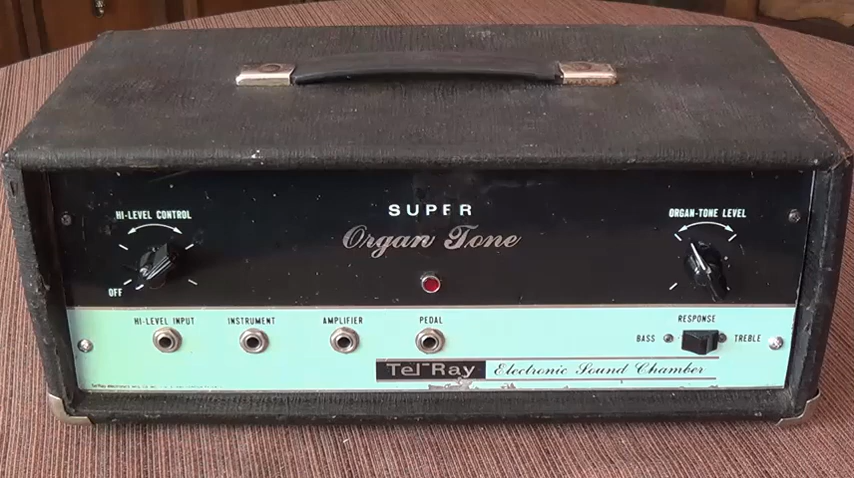 SUPER
Organ Tone
HI-LEVEL CONTROL
OFF
ORGAN-TONE LEVEL
HI-LEVEL INPUT
INSTRUMENT
AMPLIFIER
PEDAL
RESPONSE
BASS TREBLE
Tel-Ray Electronic Sound Chamber